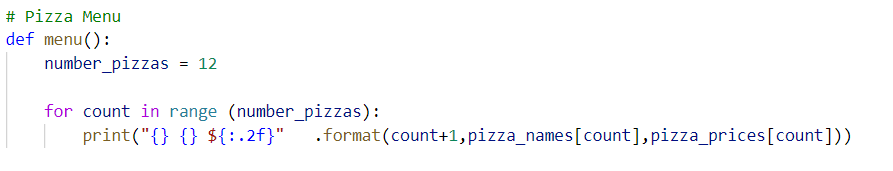 # Pizza Menu
def menu():
    number_pizzas = 12

    for count in range (number_pizzas):
        print("{} {} ${:.2f}"   .format(count+1,pizza_names[count],pizza_prices[count]))